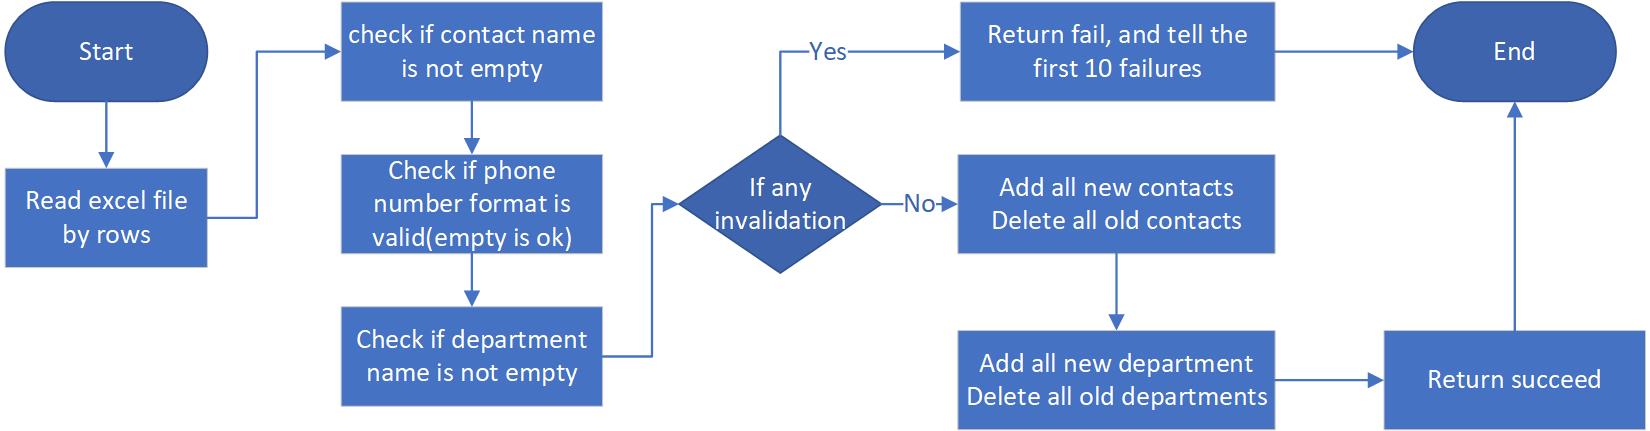 Start
Read excel file
by rows
check if contact name
is not empty
Check if phone
number format is
valid(empty is ok)
Check if department
name is not empty
If any
invalidation
Yes
Return fail, and tell the
first 10 failures
No
Add all new contacts
Delete all old contacts
Add all new department
Delete all old departments
Return succeed
End